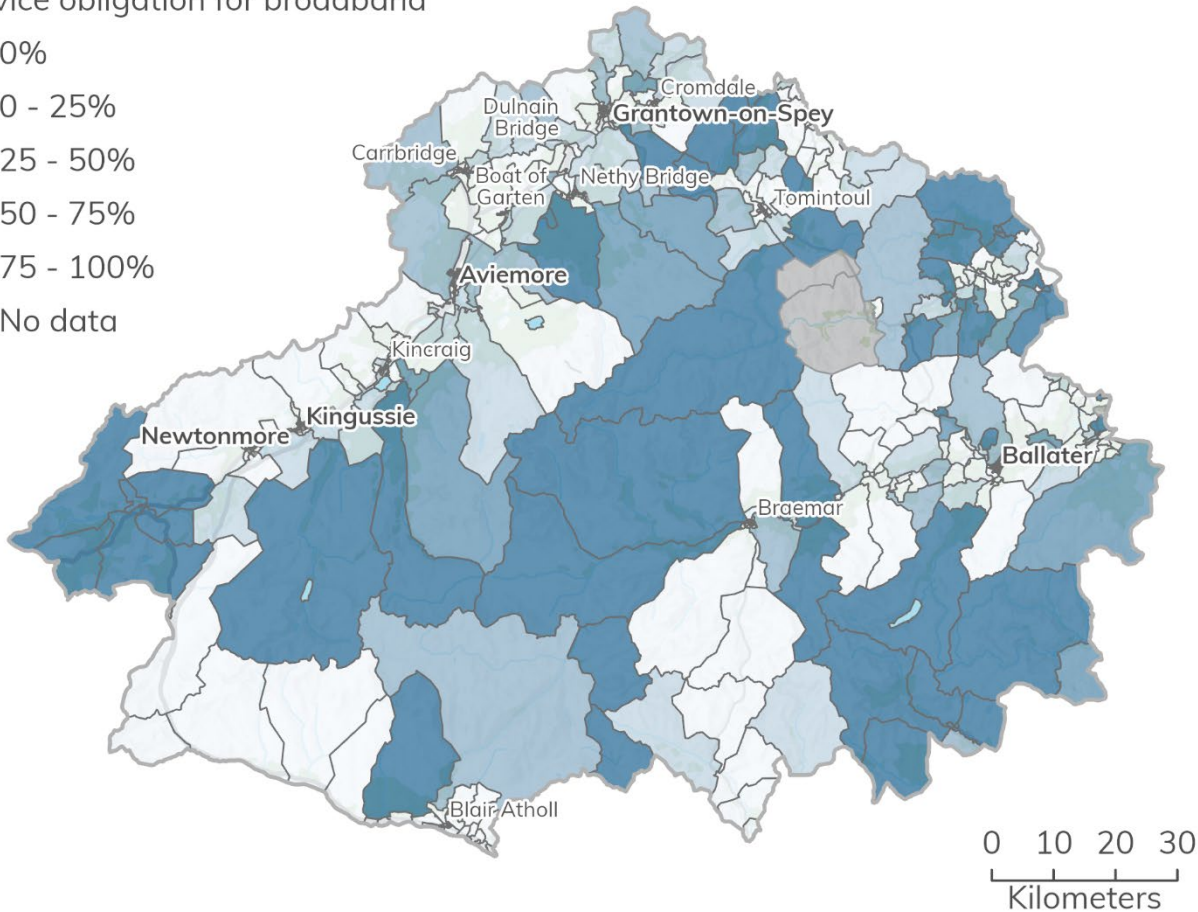 vice obligation for broadband
0%
0 - 25%
25 - 50%
50 - 75%
75 - 100%
No data
Cromdale
Dulnain
Bridge
Grantown-on-Spey
Carrbridge
Boat of
Garten
Nethy Bridge
Tomintoul
Aviemore
Kincraig
Kingussie
Newtonmore
Ballater
Braemar
Blair Atholl
0 10 20 30
Kilometers